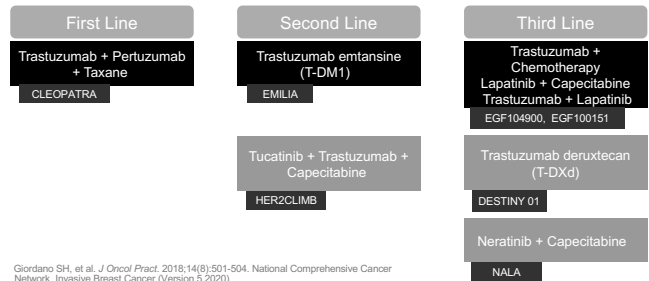 First Line
Second Line
Third Line
Trastuzumab + Pertuzumab
+ Taxane
CLEOPATRA
Trastuzumab emtansine
(T-DM1)
EMILIA
Trastuzumab +
Chemotherapy
Lapatinib + Capecitabine
Trastuzumab + Lapatinib
EGF104900, EGF100151
Tucatinib + Trastuzumab +
Capecitabine
HER2CLIMB
Trastuzumab deruxtecan
(T-DXd)
DESTINY 01
Neratinib + Capecitabine
NALA
Giordano SH, et al. J Oncol Pract. 2018;14(8):501-504. National Comprehensive Cancer
Network. Invasive Breast Cancer (Version 5.2020)